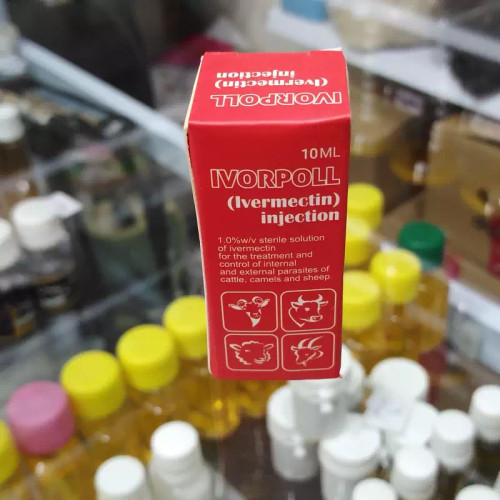 IVORPOLL
(Ivermectin)
injection
10ML
IVORPOLL
(Ivermectin)
injection
1.0%w/v sterile solution
of ivermectin
for the treatment and
control of internal
and external parasites of
cattle, camels and sheep